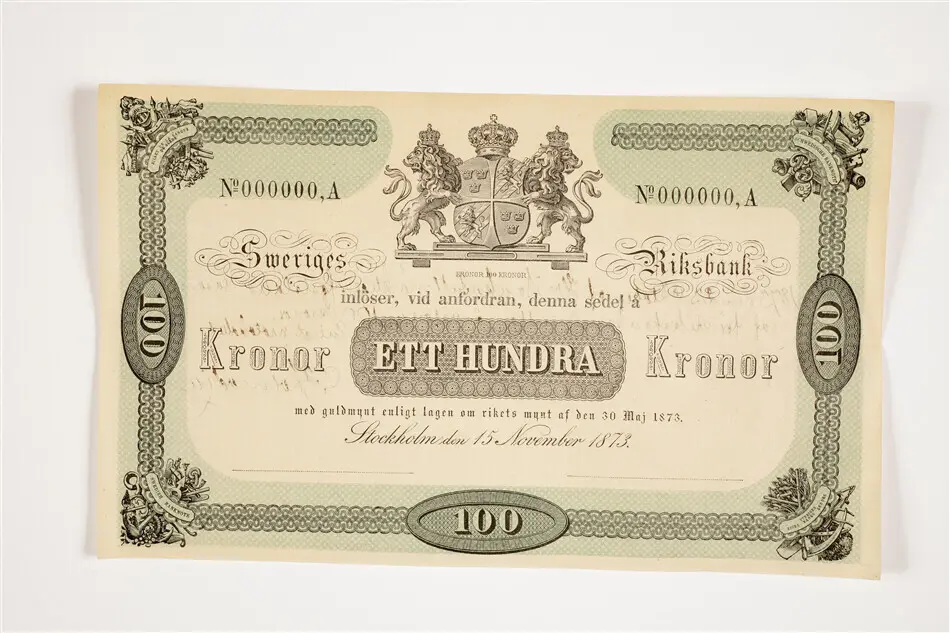 Nº000000,A
Nº000000,A
Sweriges Riksbank
KRONOR 100 KRONOR
inlöser, vid anfordran, denna sedel å
Kronor ETT HUNDRA Kronor
med guldmynt enligt lagen om rikets mynt af den 30 Maj 1873.
Stockholm den 15 November 1873.
100
100
100